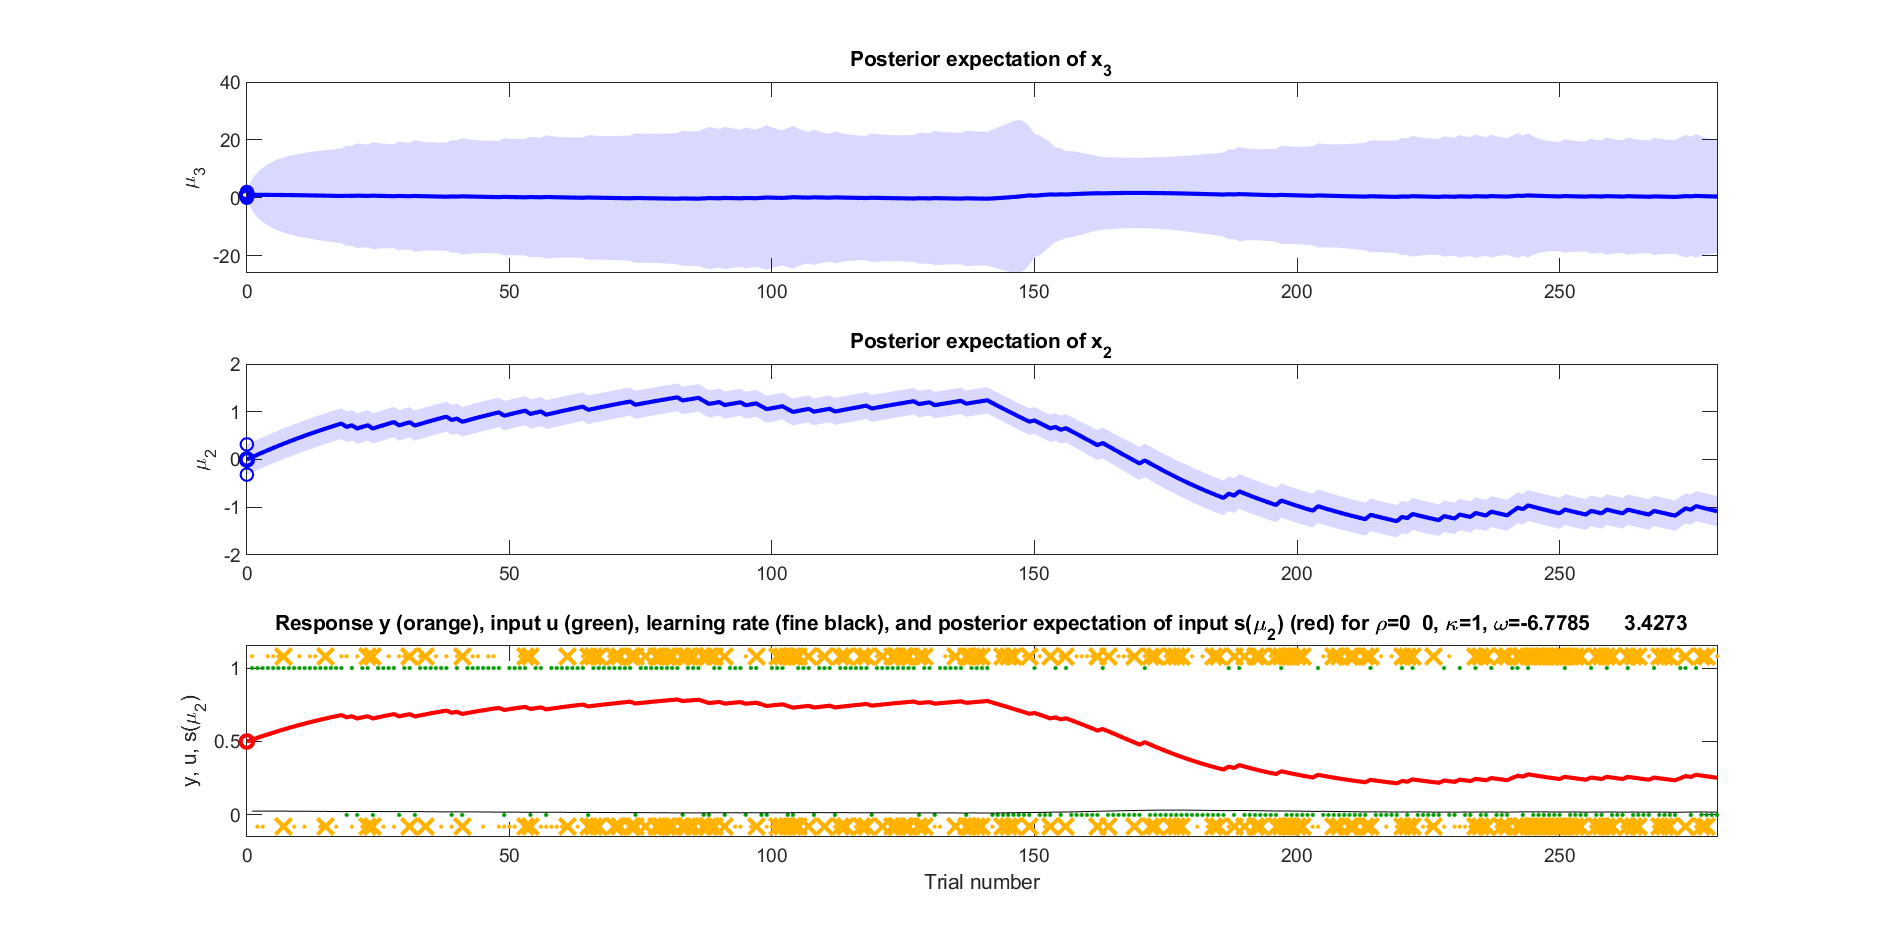 Posterior expectation of x₃
40
20
0
-20
μ₃
0 50 100 150 200 250
Posterior expectation of x₂
2
1
0
-1
-2
μ₂
0 50 100 150 200 250
Response y (orange), input u (green), learning rate (fine black), and posterior expectation of input s(μ₂) (red) for ρ=0 0, κ=1, ω=-6.7785 3.4273
1
0.5
0
y, u, s(μ₂)
0 50 100 150 200 250
Trial number